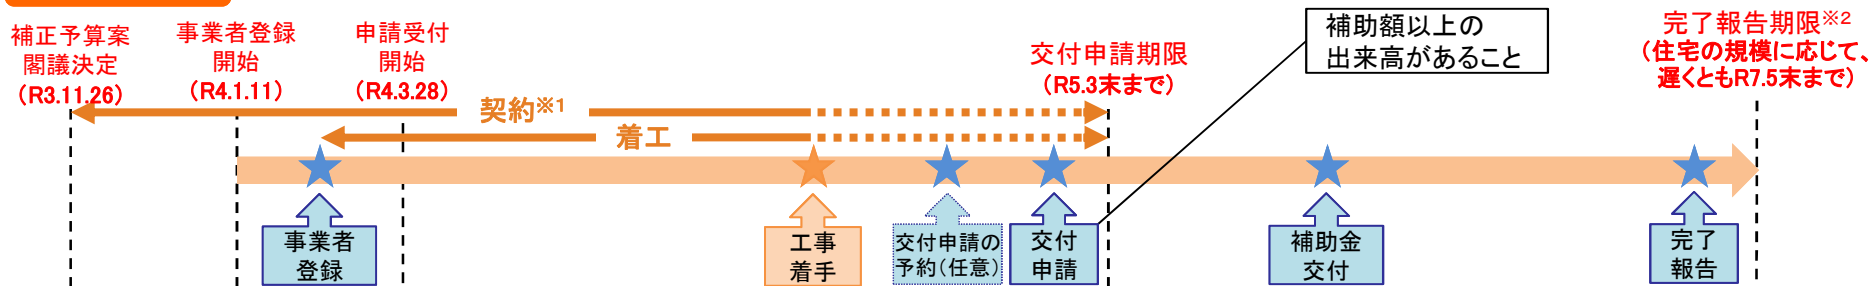 補正予算案
閣議決定
(R3.11.26)
事業者登録
開始
(R4.1.11)
申請受付
開始
(R4.3.28)
交付申請期限
(R5.3末まで)
補助額以上の
出来高があること
完了報告期限※2
(住宅の規模に応じて、
遅くともR7.5末まで)
契約※1
着工
事業者
登録
工事
着手
交付申請の
予約(任意)
交付
申請
補助金
交付
完了
報告